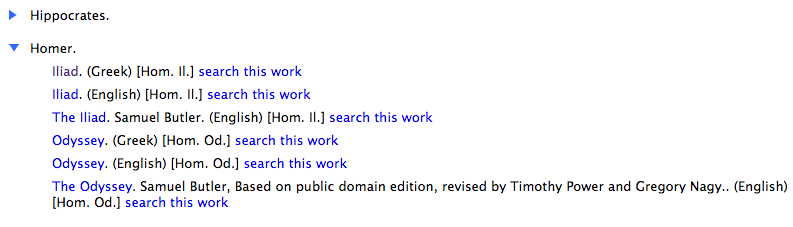 Hippocrates.
Homer.
Iliad. (Greek) [Hom. Il.] search this work
Iliad. (English) [Hom. Il.] search this work
The Iliad. Samuel Butler. (English) [Hom. Il.] search this work
Odyssey. (Greek) [Hom. Od.] search this work
Odyssey. (English) [Hom. Od.] search this work
The Odyssey. Samuel Butler, Based on public domain edition, revised by Timothy Power and Gregory Nagy.. (English)
[Hom. Od.] search this work